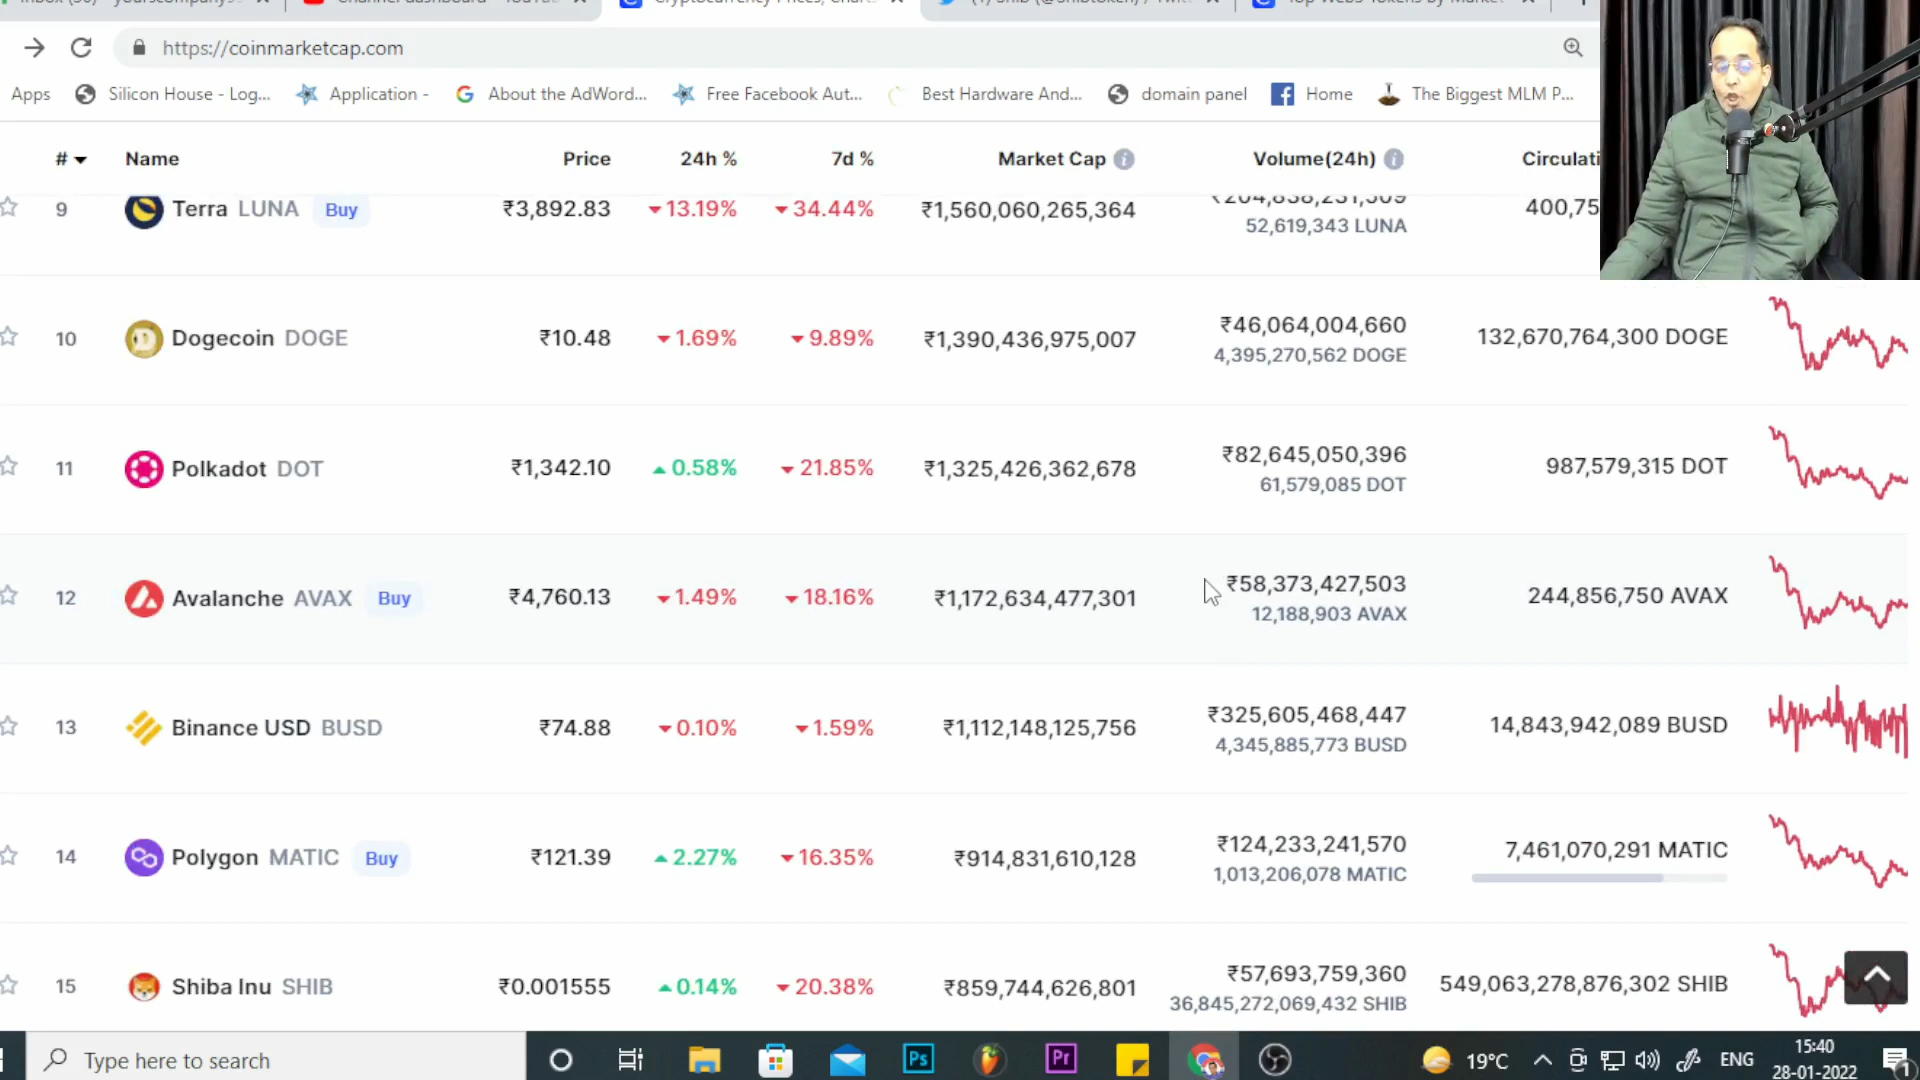 https://coinmarketcap.com
Apps Silicon House - Log... Application - About the AdWord... Free Facebook Aut... Best Hardware And... domain panel Home The Biggest MLM P...
# Name Price 24h % 7d % Market Cap Volume(24h) Circulati
9 Terra LUNA Buy ₹3,892.83 13.19% 34.44% ₹1,560,060,265,364 400,75
52,619,343 LUNA
10 Dogecoin DOGE ₹10.48 1.69% 9.89% ₹1,390,436,975,007 ₹46,064,004,660 132,670,764,300 DOGE
4,395,270,562 DOGE
11 Polkadot DOT ₹1,342.10 0.58% 21.85% ₹1,325,426,362,678 ₹82,645,050,396 987,579,315 DOT
61,579,085 DOT
12 Avalanche AVAX Buy ₹4,760.13 1.49% 18.16% ₹1,172,634,477,301 ₹58,373,427,503 244,856,750 AVAX
12,188,903 AVAX
13 Binance USD BUSD ₹74.88 0.10% 1.59% ₹1,112,148,125,756 ₹325,605,468,447 14,843,942,089 BUSD
4,345,885,773 BUSD
14 Polygon MATIC Buy ₹121.39 2.27% 16.35% ₹914,831,610,128 ₹124,233,241,570 7,461,070,291 MATIC
1,013,206,078 MATIC
15 Shiba Inu SHIB ₹0.001555 0.14% 20.38% ₹859,744,626,801 ₹57,693,759,360 549,063,278,876,302 SHIB
36,845,272,069,432 SHIB
Type here to search Ps Pr 19°C ENG 15:40
28-01-2022 1